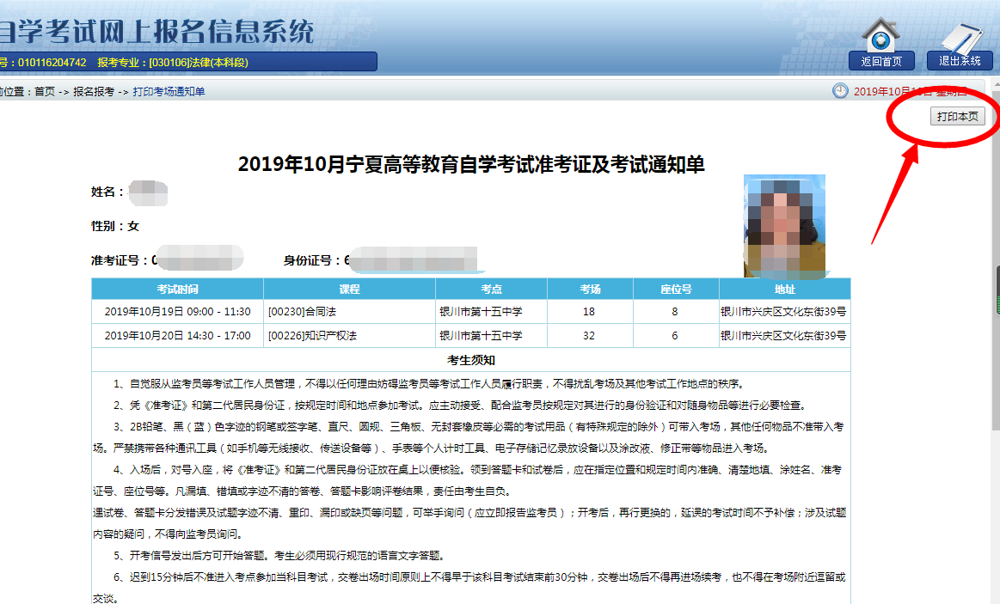 自学考试网上报名信息系统
号：010116204742 报考专业：[030106]法律(本科段)
返回首页
退出系统
前位置：首页 -> 报名报考 -> 打印考场通知单
2019年10月10日 星期四
打印本页
2019年10月宁夏高等教育自学考试准考证及考试通知单
姓名：
性别：女
准考证号：0 身份证号：6
考试时间 课程 考点 考场 座位号 地址
2019年10月19日 09:00 - 11:30 [00230]合同法 银川市第十五中学 18 8 银川市兴庆区文化东街39号
2019年10月20日 14:30 - 17:00 [00226]知识产权法 银川市第十五中学 32 6 银川市兴庆区文化东街39号
考生须知
1、自觉服从监考员等考试工作人员管理，不得以任何理由妨碍监考员等考试工作人员履行职责，不得扰乱考场及其他考试工作地点的秩序。
2、凭《准考证》和第二代居民身份证，按规定时间和地点参加考试。应主动接受、配合监考员按规定对其进行的身份验证和对随身物品等进行必要检查。
3、2B铅笔、黑（蓝）色字迹的钢笔或签字笔、直尺、圆规、三角板、无封套橡皮等必需的考试用品（有特殊规定的除外）可带入考场，其他任何物品不准带入考
场。严禁携带各种通讯工具（如手机等无线接收、传送设备等）、手表等个人计时工具、电子存储记忆录放设备以及涂改液、修正带等物品进入考场。
4、入场后，对号入座，将《准考证》和第二代居民身份证放在桌上以便核验。领到答题卡和试卷后，应在指定位置和规定时间内准确、清楚地填、涂姓名、准考
证号、座位号等。凡漏填、错填或字迹不清的答卷、答题卡影响评卷结果，责任由考生自负。
遇试卷、答题卡分发错误及试题字迹不清、重印、漏印或缺页等问题，可举手询问（应立即报告监考员）；开考后，再行更换的，延误的考试时间不予补偿；涉及试题
内容的疑问，不得向监考员询问。
5、开考信号发出后方可开始答题。考生必须用现行规范的语言文字答题。
6、迟到15分钟后不准进入考点参加当科目考试，交卷出场时间原则上不得早于该科目考试结束前30分钟，交卷出场后不得再进场续考，也不得在考场附近逗留或
交谈。